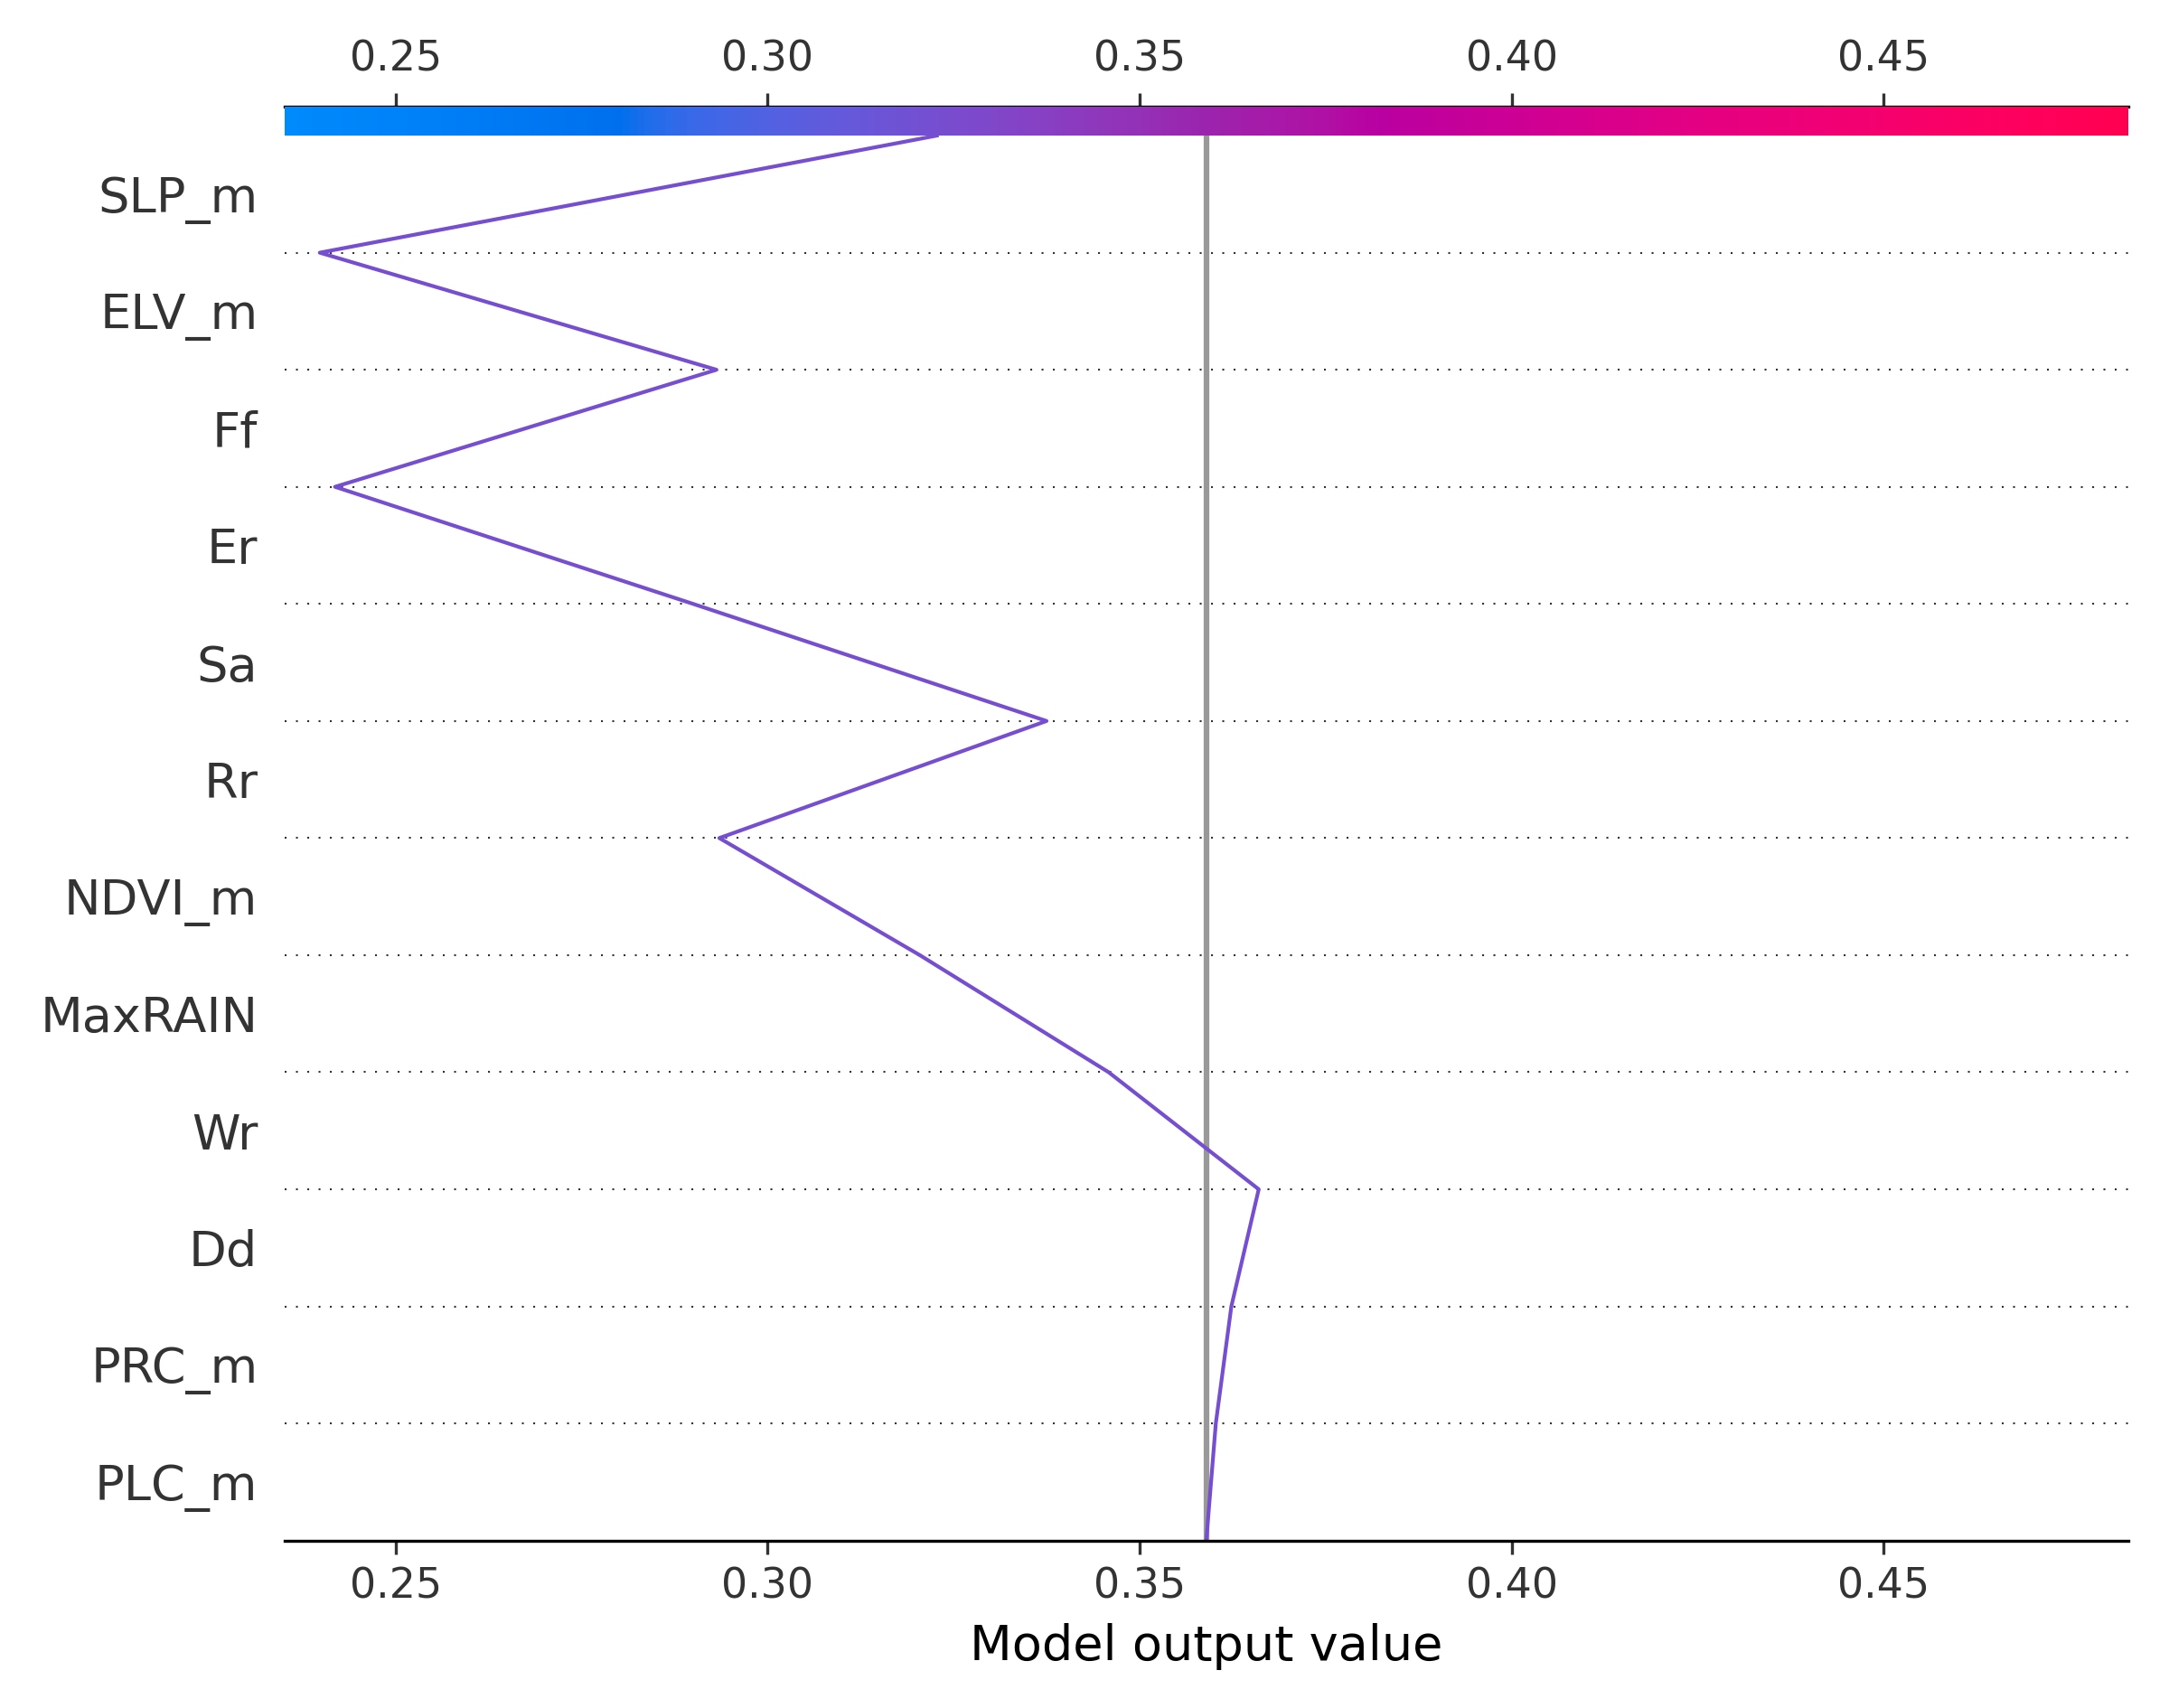 0.25 0.30 0.35 0.40 0.45
SLP_m
ELV_m
Ff
Er
Sa
Rr
NDVI_m
MaxRAIN
Wr
Dd
PRC_m
PLC_m
0.25 0.30 0.35 0.40 0.45
Model output value